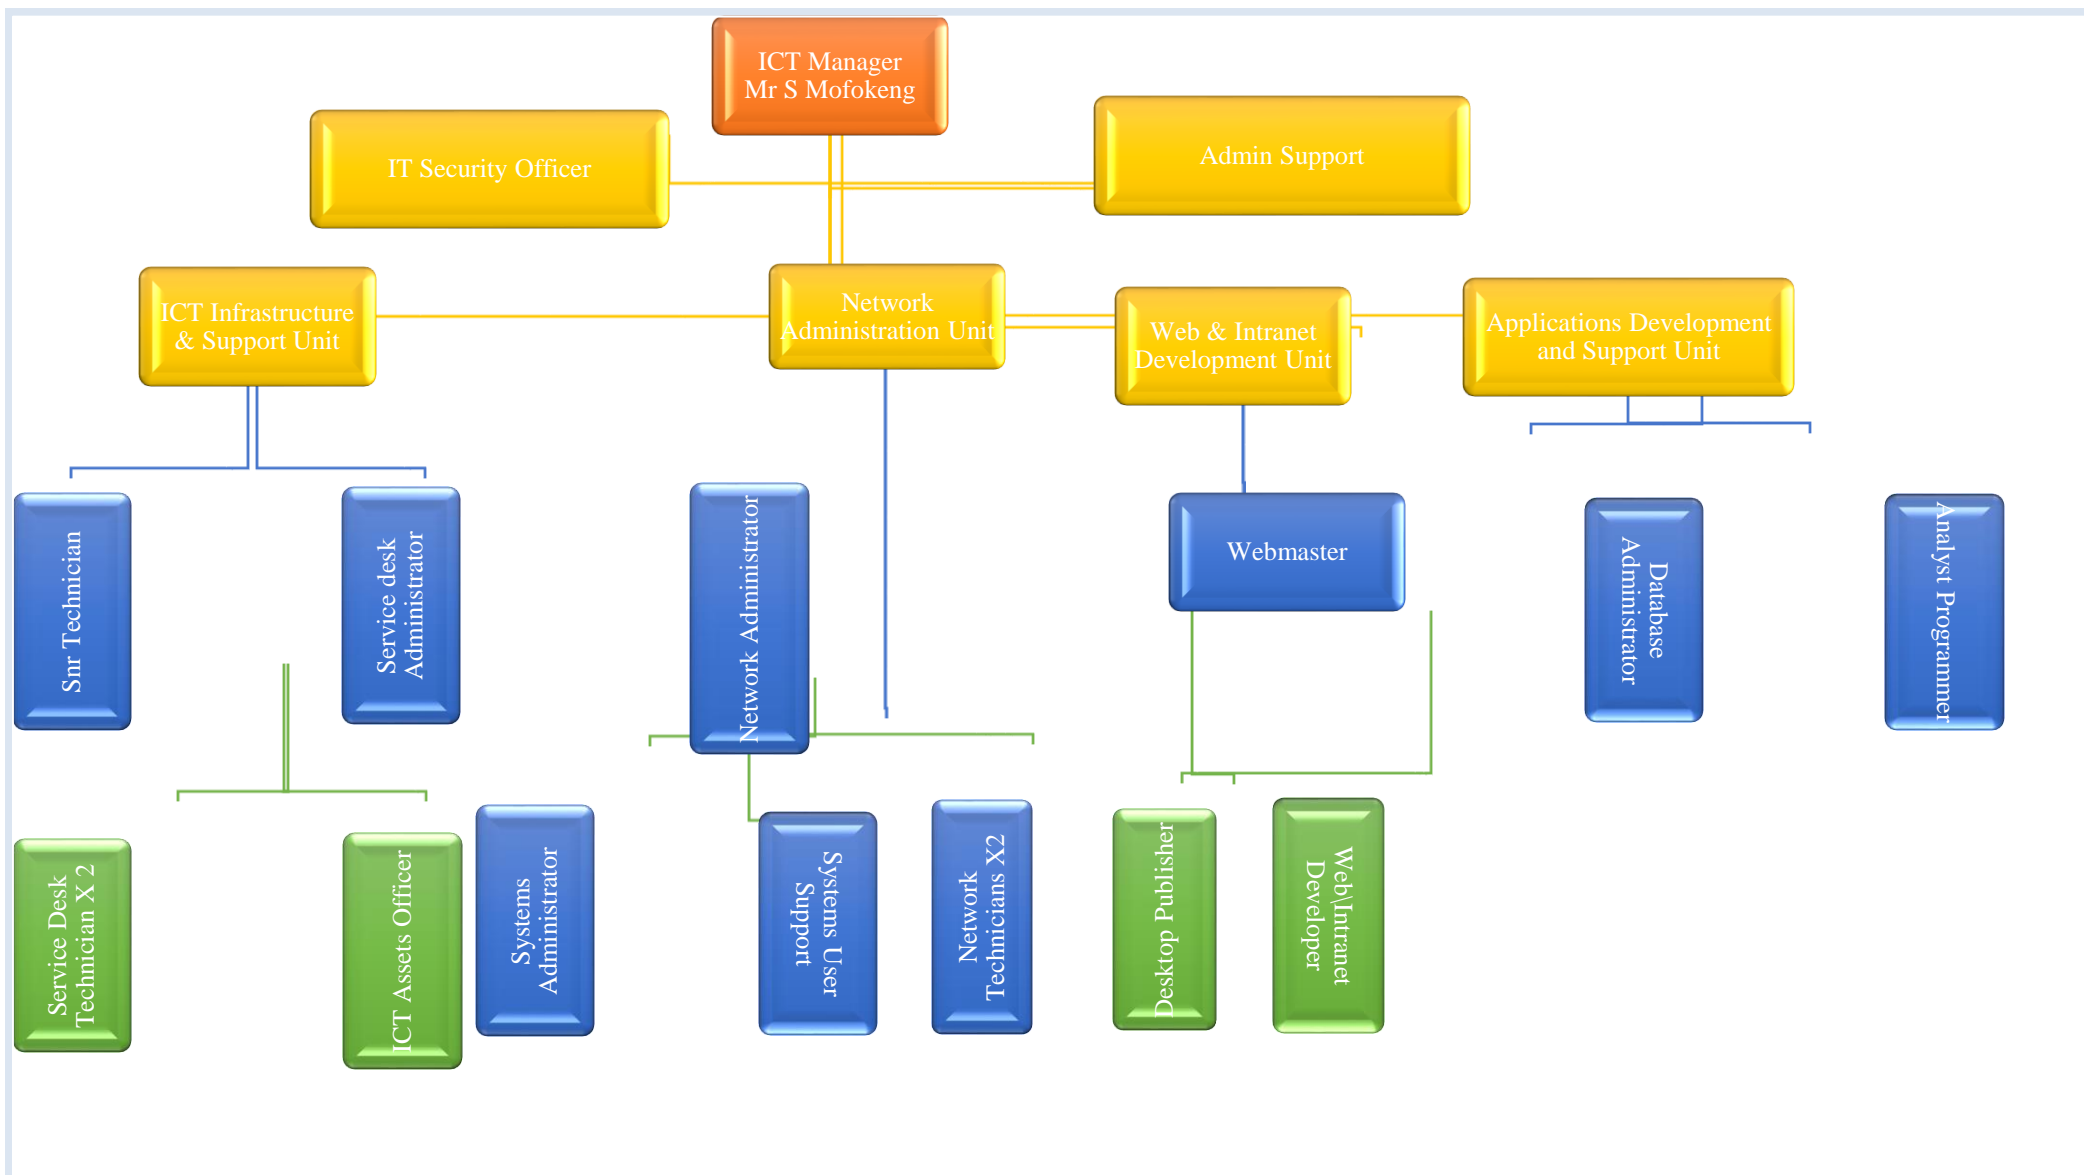 ICT Manager
Mr S Mofokeng
IT Security Officer
Admin Support
ICT Infrastructure
& Support Unit
Network
Administration Unit
Web & Intranet
Development Unit
Applications Development
and Support Unit
Snr Technician
Service desk
Administrator
Network Administrator
Webmaster
Database
Administrator
Analyst Programmer
Service Desk
Technician X 2
ICT Assets Officer
Systems
Administrator
Systems User
Support
Network
Technicians X2
Desktop Publisher
Web\Intranet
Developer